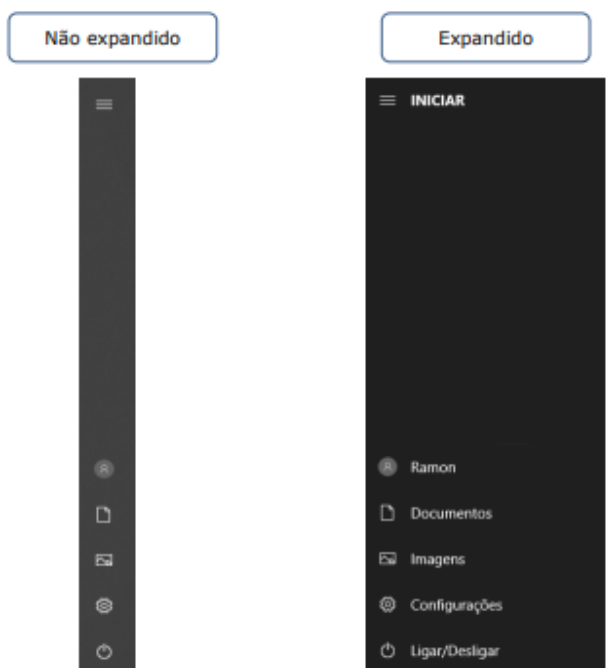 Não expandido
Expandido
INICIAR
Ramon
Documentos
Imagens
Configurações
Ligar/Desligar